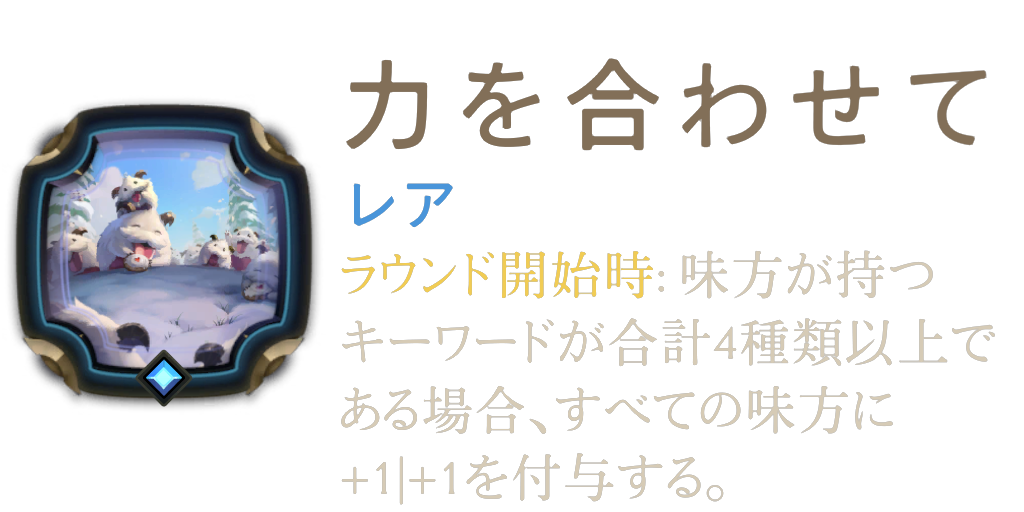 力を合わせて
レア
ラウンド開始時: 味方が持つ
キーワードが合計4種類以上で
ある場合、すべての味方に
+1|+1を付与する。